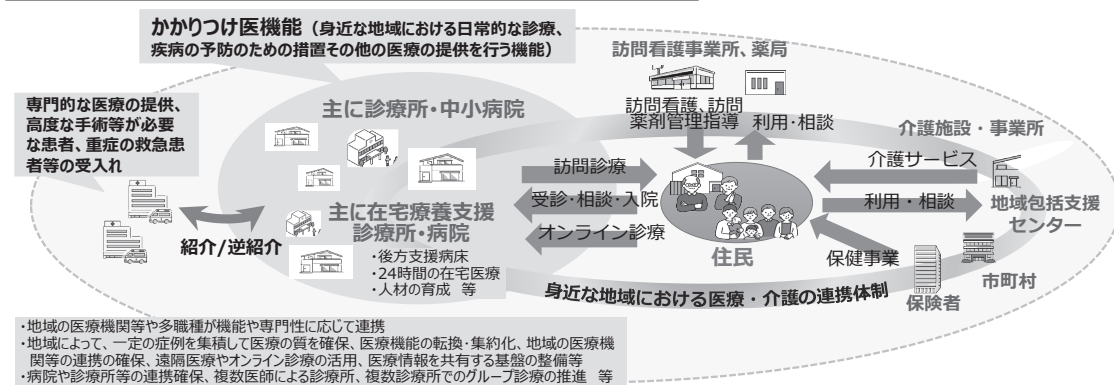 かかりつけ医機能（身近な地域における日常的な診療、
疾病の予防のための措置その他の医療の提供を行う機能）
訪問看護事業所、薬局
専門的な医療の提供、
高度な手術等が必要
な患者、重症の救急患
者等の受入れ
主に診療所・中小病院
訪問看護、訪問
薬剤管理指導
利用・相談
介護施設・事業所
訪問診療
介護サービス
受診・相談・入院
利用・相談
地域包括支援
センター
主に在宅療養支援
診療所・病院
オンライン診療
紹介/逆紹介
・後方支援病床
・24時間の在宅医療
・人材の育成　等
住民
保健事業
市町村
保険者
身近な地域における医療・介護の連携体制
・地域の医療機関等や多職種が機能や専門性に応じて連携
・地域によって、一定の症例を集積して医療の質を確保、医療機能の転換・集約化、地域の医療機
関等の連携の確保、遠隔医療やオンライン診療の活用、医療情報を共有する基盤の整備等
・病院や診療所等の連携確保、複数医師による診療所、複数診療所でのグループ診療の推進　等